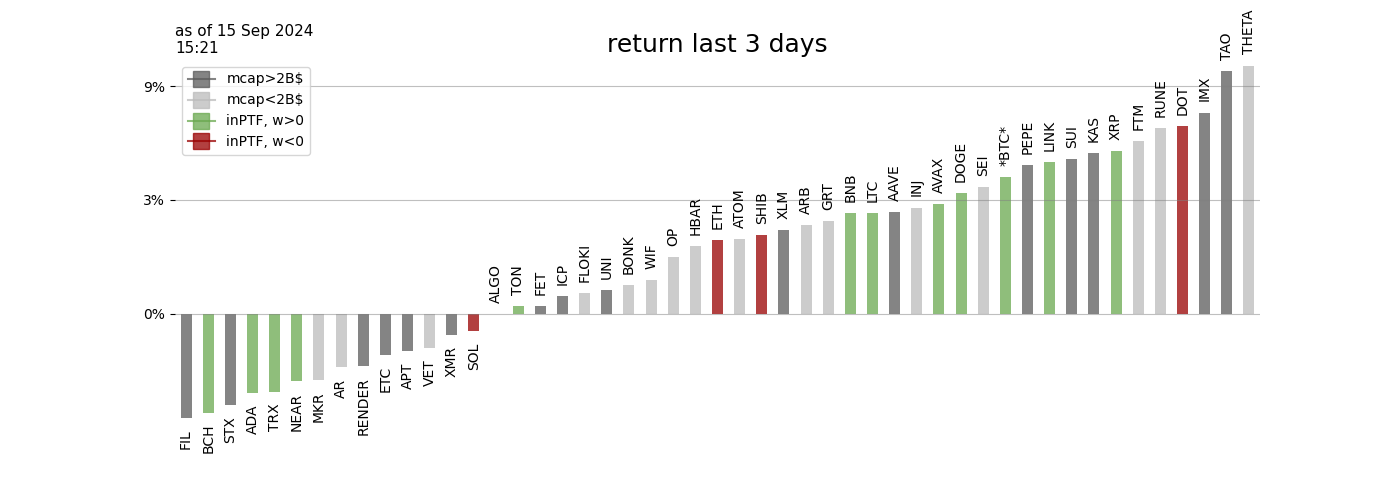 as of 15 Sep 2024
15:21
return last 3 days
mcap>2B$
mcap<2B$
inPTF, w>0
inPTF, w<0
9%
3%
0%
FIL
BCH
STX
ADA
TRX
NEAR
MKR
AR
RENDER
ETC
APT
VET
XMR
SOL
ALGO
TON
FET
ICP
FLOKI
UNI
BONK
WIF
OP
HBAR
ETH
ATOM
SHIB
XLM
ARB
GRT
BNB
LTC
AAVE
INJ
AVAX
DOGE
SEI
*BTC*
PEPE
LINK
SUI
KAS
XRP
FTM
RUNE
DOT
IMX
TAO
THETA